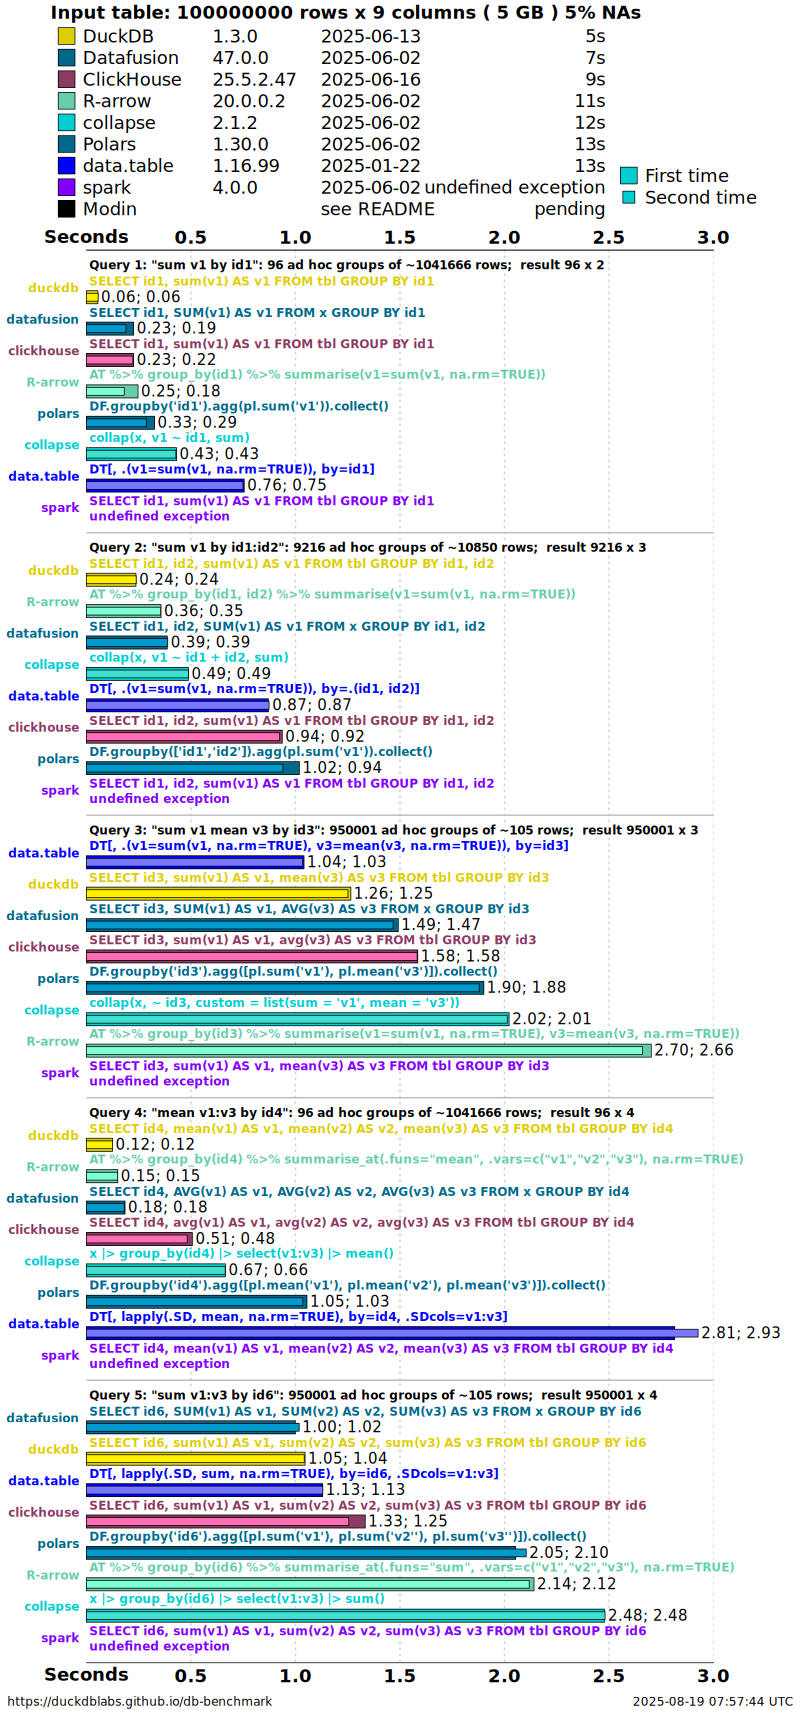 Input table: 100000000 rows x 9 columns ( 5 GB ) 5% NAs
DuckDB 1.3.0 2025-06-13 5s
Datafusion 47.0.0 2025-06-02 7s
ClickHouse 25.5.2.47 2025-06-16 9s
R-arrow 20.0.0.2 2025-06-02 11s
collapse 2.1.2 2025-06-02 12s
Polars 1.30.0 2025-06-02 13s
data.table 1.16.99 2025-01-22 13s
spark 4.0.0 2025-06-02 undefined exception
Modin see README pending
First time
Second time
Seconds 0.5 1.0 1.5 2.0 2.5 3.0
Query 1: "sum v1 by id1": 96 ad hoc groups of ~1041666 rows; result 96 x 2
SELECT id1, sum(v1) AS v1 FROM tbl GROUP BY id1
duckdb 0.06; 0.06
SELECT id1, SUM(v1) AS v1 FROM x GROUP BY id1
datafusion 0.23; 0.19
SELECT id1, sum(v1) AS v1 FROM tbl GROUP BY id1
clickhouse 0.23; 0.22
AT %>% group_by(id1) %>% summarise(v1=sum(v1, na.rm=TRUE))
R-arrow 0.25; 0.18
DF.groupby('id1').agg(pl.sum('v1')).collect()
polars 0.33; 0.29
collap(x, v1 ~ id1, sum)
collapse 0.43; 0.43
DT[, .(v1=sum(v1, na.rm=TRUE)), by=id1]
data.table 0.76; 0.75
SELECT id1, sum(v1) AS v1 FROM tbl GROUP BY id1
spark undefined exception
Query 2: "sum v1 by id1:id2": 9216 ad hoc groups of ~10850 rows; result 9216 x 3
SELECT id1, id2, sum(v1) AS v1 FROM tbl GROUP BY id1, id2
duckdb 0.24; 0.24
AT %>% group_by(id1, id2) %>% summarise(v1=sum(v1, na.rm=TRUE))
R-arrow 0.36; 0.35
SELECT id1, id2, SUM(v1) AS v1 FROM x GROUP BY id1, id2
datafusion 0.39; 0.39
collap(x, v1 ~ id1 + id2, sum)
collapse 0.49; 0.49
DT[, .(v1=sum(v1, na.rm=TRUE)), by=.(id1, id2)]
data.table 0.87; 0.87
SELECT id1, id2, sum(v1) AS v1 FROM tbl GROUP BY id1, id2
clickhouse 0.94; 0.92
DF.groupby(['id1','id2']).agg(pl.sum('v1')).collect()
polars 1.02; 0.94
SELECT id1, id2, sum(v1) AS v1 FROM tbl GROUP BY id1, id2
spark undefined exception
Query 3: "sum v1 mean v3 by id3": 950001 ad hoc groups of ~105 rows; result 950001 x 3
DT[, .(v1=sum(v1, na.rm=TRUE), v3=mean(v3, na.rm=TRUE)), by=id3]
data.table 1.04; 1.03
SELECT id3, sum(v1) AS v1, mean(v3) AS v3 FROM tbl GROUP BY id3
duckdb 1.26; 1.25
SELECT id3, SUM(v1) AS v1, AVG(v3) AS v3 FROM x GROUP BY id3
datafusion 1.49; 1.47
SELECT id3, sum(v1) AS v1, avg(v3) AS v3 FROM tbl GROUP BY id3
clickhouse 1.58; 1.58
DF.groupby('id3').agg([pl.sum('v1'), pl.mean('v3')]).collect()
polars 1.90; 1.88
collap(x, ~ id3, custom = list(sum = 'v1', mean = 'v3'))
collapse 2.02; 2.01
AT %>% group_by(id3) %>% summarise(v1=sum(v1, na.rm=TRUE), v3=mean(v3, na.rm=TRUE))
R-arrow 2.70; 2.66
SELECT id3, sum(v1) AS v1, mean(v3) AS v3 FROM tbl GROUP BY id3
spark undefined exception
Query 4: "mean v1:v3 by id4": 96 ad hoc groups of ~1041666 rows; result 96 x 4
SELECT id4, mean(v1) AS v1, mean(v2) AS v2, mean(v3) AS v3 FROM tbl GROUP BY id4
duckdb 0.12; 0.12
AT %>% group_by(id4) %>% summarise_at(.funs="mean", .vars=c("v1","v2","v3"), na.rm=TRUE)
R-arrow 0.15; 0.15
SELECT id4, AVG(v1) AS v1, AVG(v2) AS v2, AVG(v3) AS v3 FROM x GROUP BY id4
datafusion 0.18; 0.18
SELECT id4, avg(v1) AS v1, avg(v2) AS v2, avg(v3) AS v3 FROM tbl GROUP BY id4
clickhouse 0.51; 0.48
x |> group_by(id4) |> select(v1:v3) |> mean()
collapse 0.67; 0.66
DF.groupby('id4').agg([pl.mean('v1'), pl.mean('v2'), pl.mean('v3')]).collect()
polars 1.05; 1.03
DT[, lapply(.SD, mean, na.rm=TRUE), by=id4, .SDcols=v1:v3]
data.table 2.81; 2.93
SELECT id4, mean(v1) AS v1, mean(v2) AS v2, mean(v3) AS v3 FROM tbl GROUP BY id4
spark undefined exception
Query 5: "sum v1:v3 by id6": 950001 ad hoc groups of ~105 rows; result 950001 x 4
SELECT id6, SUM(v1) AS v1, SUM(v2) AS v2, SUM(v3) AS v3 FROM x GROUP BY id6
datafusion 1.00; 1.02
SELECT id6, sum(v1) AS v1, sum(v2) AS v2, sum(v3) AS v3 FROM tbl GROUP BY id6
duckdb 1.05; 1.04
DT[, lapply(.SD, sum, na.rm=TRUE), by=id6, .SDcols=v1:v3]
data.table 1.13; 1.13
SELECT id6, sum(v1) AS v1, sum(v2) AS v2, sum(v3) AS v3 FROM tbl GROUP BY id6
clickhouse 1.33; 1.25
DF.groupby('id6').agg([pl.sum('v1'), pl.sum('v2''), pl.sum('v3'')]).collect()
polars 2.05; 2.10
AT %>% group_by(id6) %>% summarise_at(.funs="sum", .vars=c("v1","v2","v3"), na.rm=TRUE)
R-arrow 2.14; 2.12
x |> group_by(id6) |> select(v1:v3) |> sum()
collapse 2.48; 2.48
SELECT id6, sum(v1) AS v1, sum(v2) AS v2, sum(v3) AS v3 FROM tbl GROUP BY id6
spark undefined exception
Seconds 0.5 1.0 1.5 2.0 2.5 3.0
https://duckdblabs.github.io/db-benchmark 2025-08-19 07:57:44 UTC